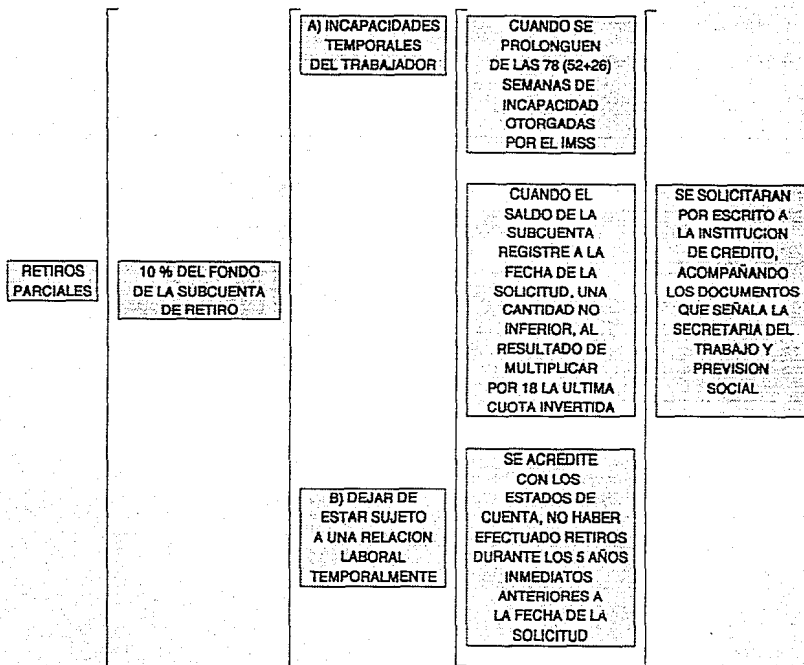 RETIROS
PARCIALES
10 % DEL FONDO
DE LA SUBCUENTA
DE RETIRO
A) INCAPACIDADES
TEMPORALES
DEL TRABAJADOR
B) DEJAR DE
ESTAR SUJETO
A UNA RELACION
LABORAL
TEMPORALMENTE
CUANDO SE
PROLONGUEN
DE LAS 78 (52+26)
SEMANAS DE
INCAPACIDAD
OTORGADAS
POR EL IMSS
CUANDO EL
SALDO DE LA
SUBCUENTA
REGISTRE A LA
FECHA DE LA
SOLICITUD, UNA
CANTIDAD NO
INFERIOR, AL
RESULTADO DE
MULTIPLICAR
POR 18 LA ULTIMA
CUOTA INVERTIDA
SE ACREDITE
CON LOS
ESTADOS DE
CUENTA, NO HABER
EFECTUADO RETIROS
DURANTE LOS 5 AÑOS
INMEDIATOS
ANTERIORES A
LA FECHA DE LA
SOLICITUD
SE SOLICITARAN
POR ESCRITO A
LA INSTITUCION
DE CREDITO,
ACOMPAÑANDO
LOS DOCUMENTOS
QUE SEÑALA LA
SECRETARIA DEL
TRABAJO Y
PREVISION
SOCIAL